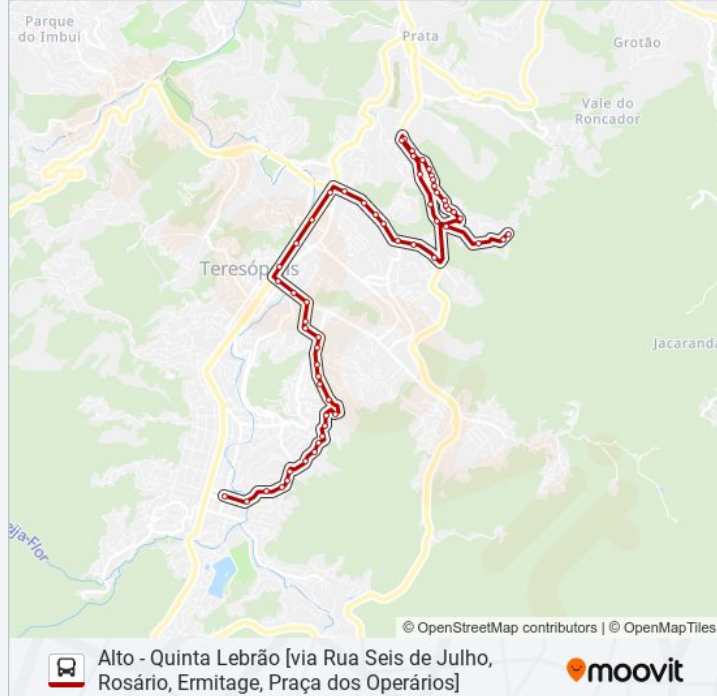 Parque
do Imbuí
Prata
Grotão
Vale do
Roncador
Teresópolis
Jacaranda
eija-Flor
© OpenStreetMap contributors | © OpenMapTiles
Alto - Quinta Lebrão [via Rua Seis de Julho,
Rosário, Ermitage, Praça dos Operários]
moovit